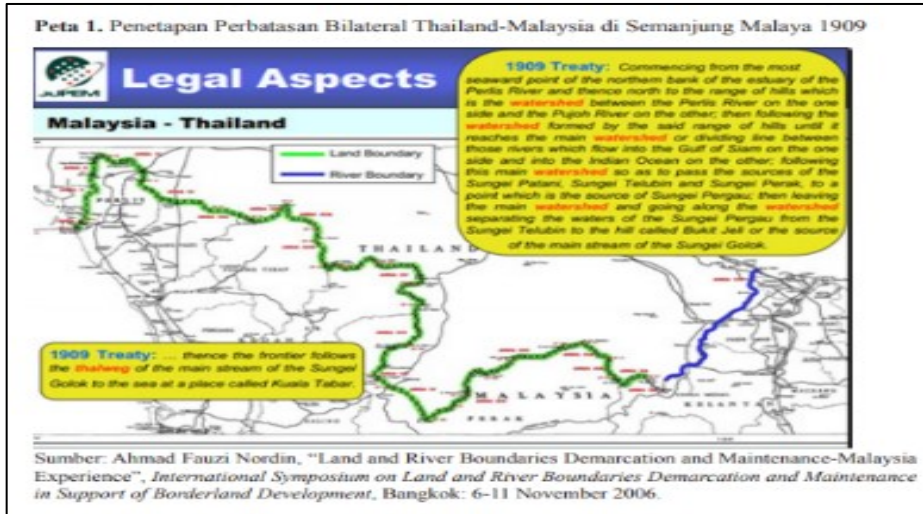 Peta 1. Penetapan Perbatasan Bilateral Thailand-Malaysia di Semanjung Malaya 1909
JUPEM
Legal Aspects
Malaysia - Thailand
1909 Treaty: Commencing from the most
seaward point of the northern bank of the estuary of the
Perlis River and thence north to the range of hills which
is the watershed between the Perlis River on the one
side and the Pujoh River on the other; then following the
watershed formed by the said range of hills until it
reaches the main watershed or dividing line between
those rivers which flow into the Gulf of Siam on the one
side and into the Indian Ocean on the other; following
this main watershed so as to pass the sources of the
Sungei Patani, Sungei Telubin and Sungei Perak, to a
point which is the source of Sungei Pergau; then leaving
the main watershed and going along the watershed
separating the waters of the Sungei Pergau from the
Sungei Telubin to the hill called Bukit Jeli or the source
of the main stream of the Sungei Golok.
Land Boundary
River Boundary
PERLIS
THAILAND
KEDAH
1909 Treaty: ... thence the frontier follows
the thalweg of the main stream of the Sungei
Golok to the sea at a place called Kuala Tabar.
MALAYSIA
PERAK
KELANTAN
Sumber: Ahmad Fauzi Nordin, “Land and River Boundaries Demarcation and Maintenance-Malaysia
Experience”, International Symposium on Land and River Boundaries Demarcation and Maintenance
in Support of Borderland Development, Bangkok: 6-11 November 2006.